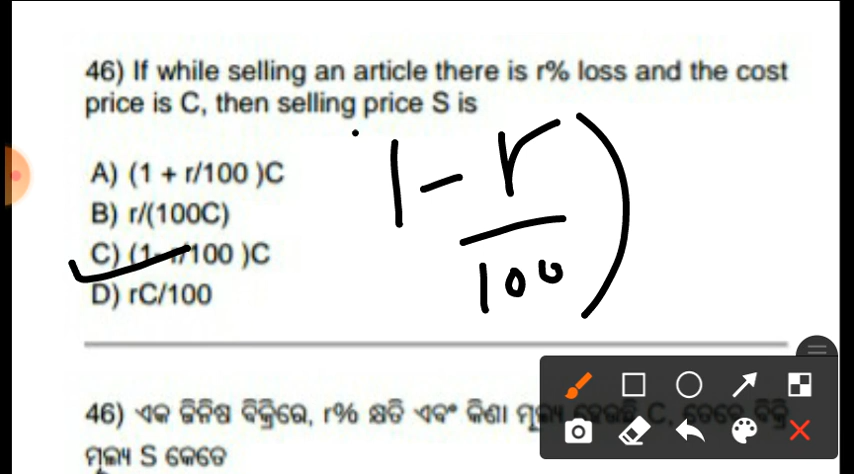 46) If while selling an article there is r% loss and the cost
price is C, then selling price S is
A) (1 + r/100 )C
B) r/(100C)
C) (1- r/100 )C
D) rC/100
1 - r
100 )
46) ଏକ ଜିନିଷ ବିକ୍ରିରେ, r% କ୍ଷତି ଏବଂ କିଣା ମୂଲ୍ୟ ହେଉଛି C, ତେବେ ବିକ୍ରି
ମୂଲ୍ୟ S କେତେ